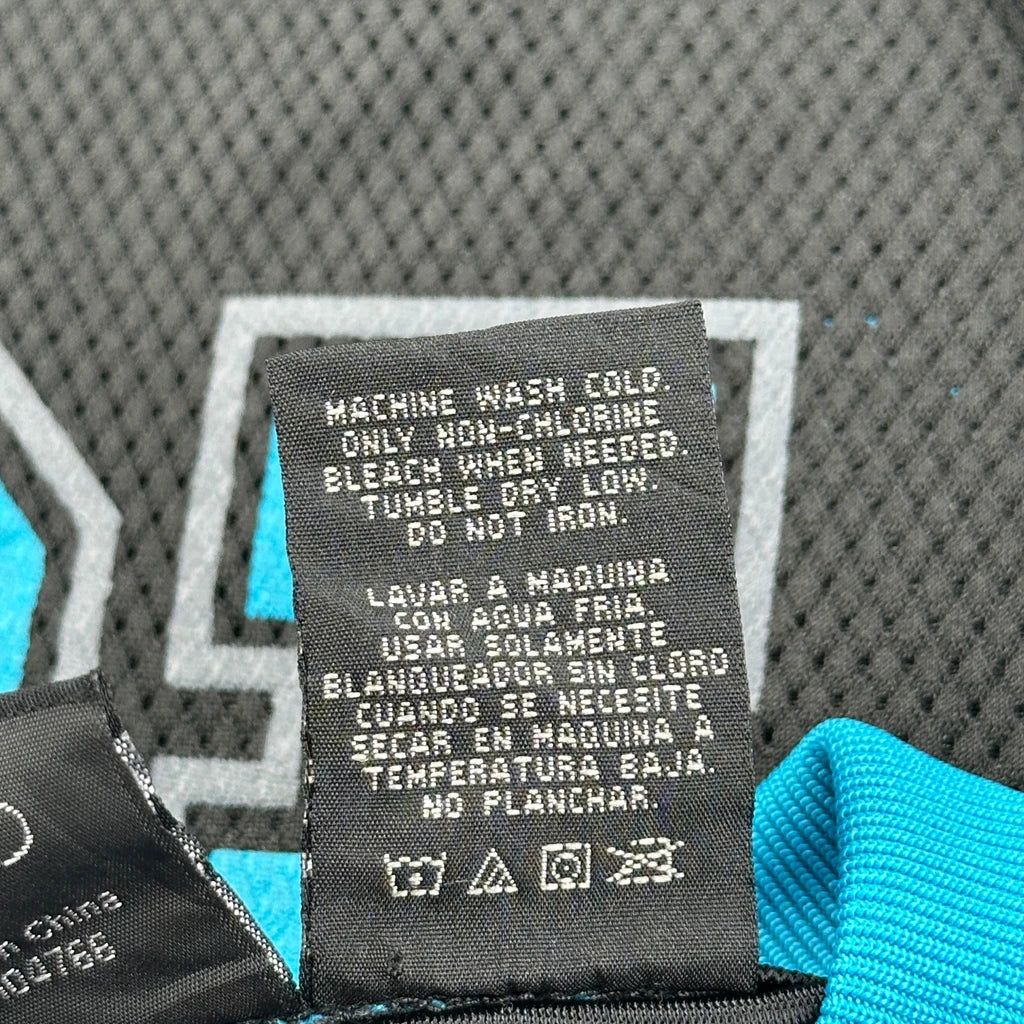 MACHINE WASH COLD.
ONLY NON-CHLORINE
BLEACH WHEN NEEDED.
TUMBLE DRY LOW.
DO NOT IRON.
LAVAR A MAQUINA
CON AGUA FRIA.
USAR SOLAMENTE
BLANQUEADOR SIN CLORO
CUANDO SE NECESITE
SECAR EN MAQUINA A
TEMPERATURA BAJA.
NO PLANCHAR.
China